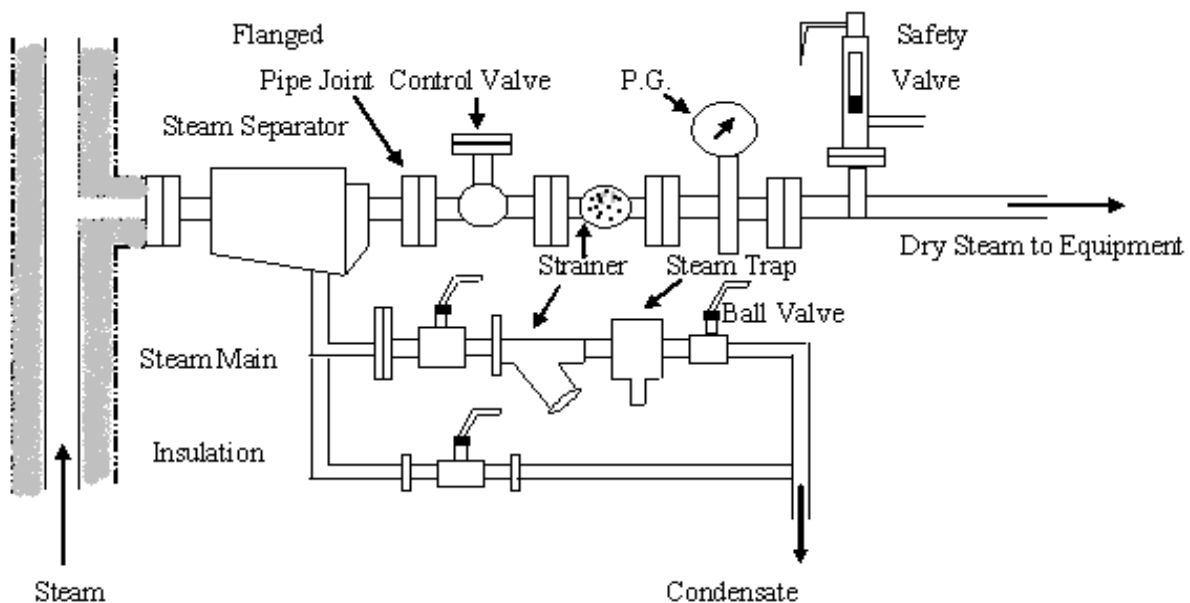 Flanged
Pipe Joint
Control Valve
P.G.
Safety
Valve
Steam Separator
Dry Steam to Equipment
Strainer
Steam Trap
Ball Valve
Steam Main
Insulation
Steam
Condensate